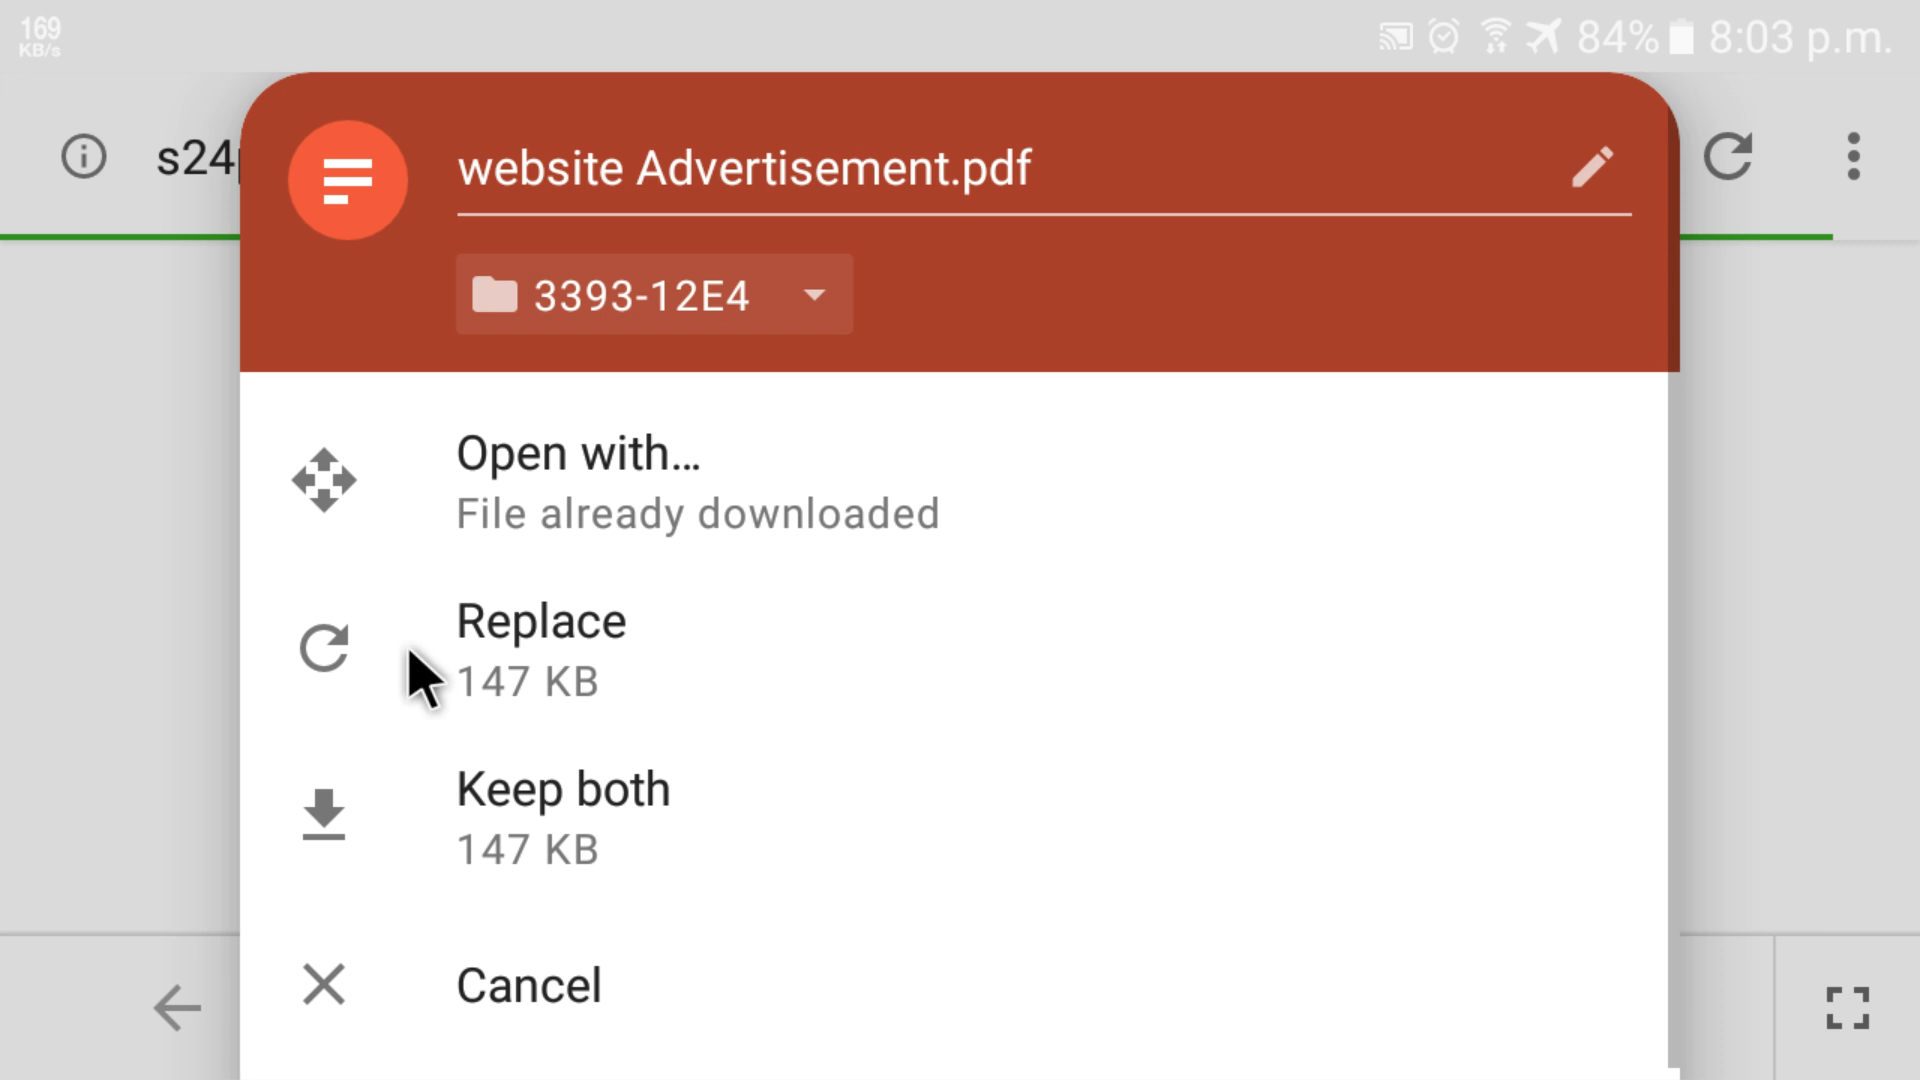 169
KB/s
84% 8:03 p.m.
s24
website Advertisement.pdf
3393-12E4
Open with...
File already downloaded
Replace
147 KB
Keep both
147 KB
Cancel